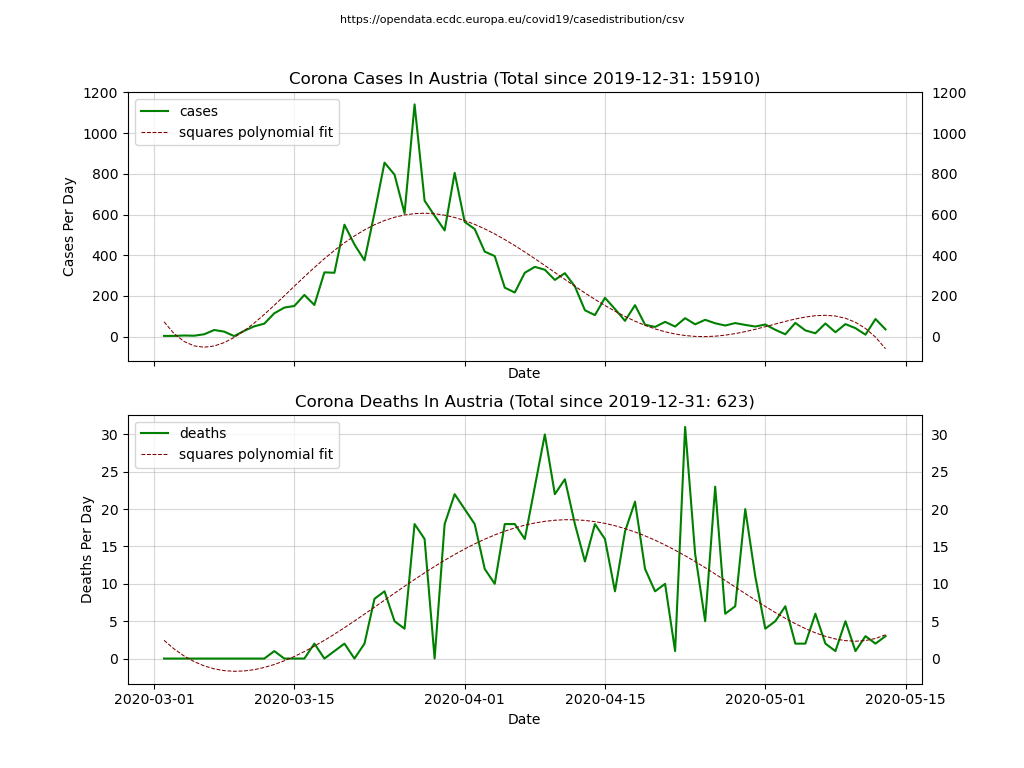 https://opendata.ecdc.europa.eu/covid19/casedistribution/csv
Corona Cases In Austria (Total since 2019-12-31: 15910)
cases
squares polynomial fit
Cases Per Day
1200 1200
1000 1000
800 800
600 600
400 400
200 200
0 0
Date
Corona Deaths In Austria (Total since 2019-12-31: 623)
deaths
squares polynomial fit
Deaths Per Day
30 30
25 25
20 20
15 15
10 10
5 5
0 0
2020-03-01 2020-03-15 2020-04-01 2020-04-15 2020-05-01 2020-05-15
Date